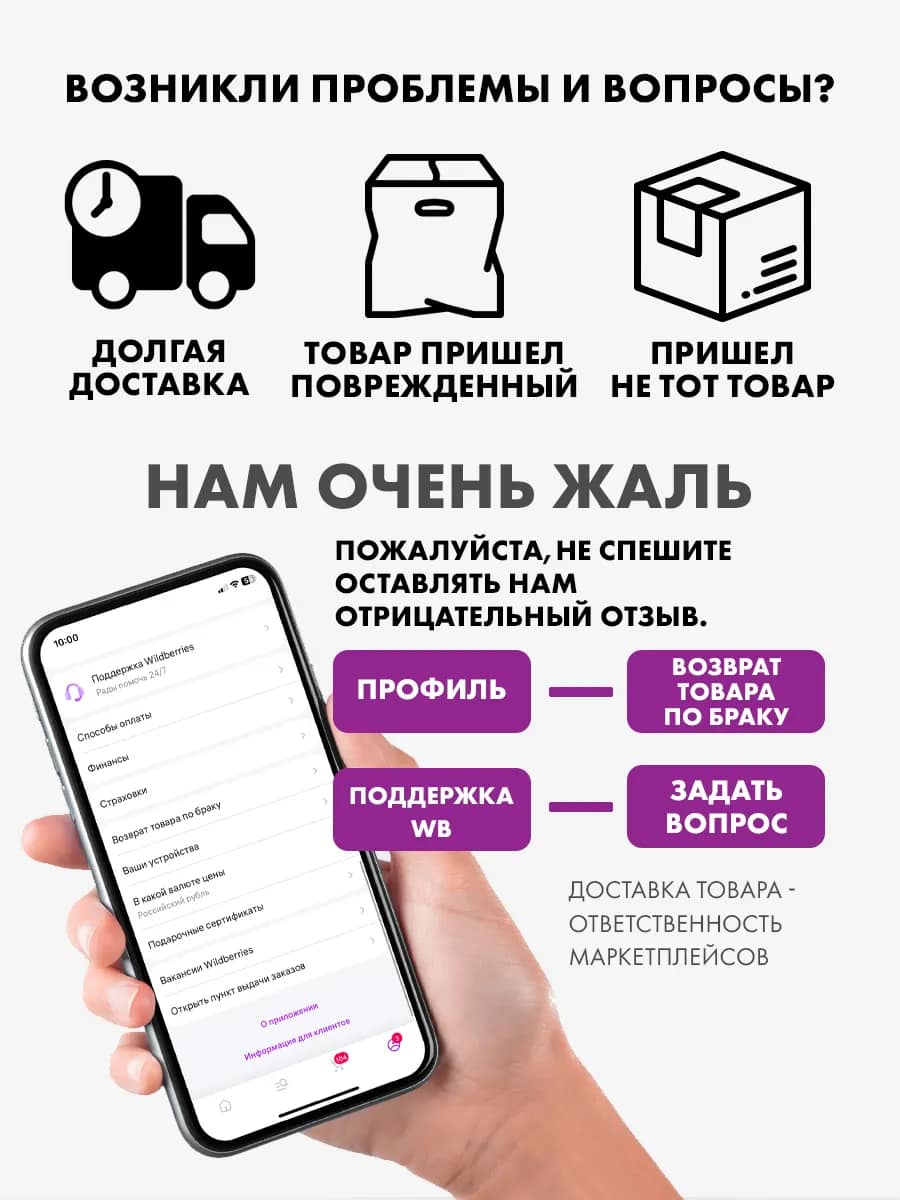 ВОЗНИКЛИ ПРОБЛЕМЫ И ВОПРОСЫ?
ДОЛГАЯ
ДОСТАВКА
ТОВАР ПРИШЕЛ
ПОВРЕЖДЕННЫЙ
ПРИШЕЛ
НЕ ТОТ ТОВАР
НАМ ОЧЕНЬ ЖАЛЬ
ПОЖАЛУЙСТА, НЕ СПЕШИТЕ
ОСТАВЛЯТЬ НАМ
ОТРИЦАТЕЛЬНЫЙ ОТЗЫВ.
ПРОФИЛЬ
ВОЗВРАТ
ТОВАРА
ПО БРАКУ
ПОДДЕРЖКА
WB
ЗАДАТЬ
ВОПРОС
ДОСТАВКА ТОВАРА -
ОТВЕТСТВЕННОСТЬ
МАРКЕТПЛЕЙСОВ
10:00
Поддержка Wildberries
Рады помочь 24/7
Способы оплаты
Финансы
Страховки
Возврат товара по браку
Ваши устройства
В какой валюте цены
Российский рубль
Подарочные сертификаты
Вакансии Wildberries
Открыть пункт выдачи заказов
О приложении
Информация для клиентов
104
3